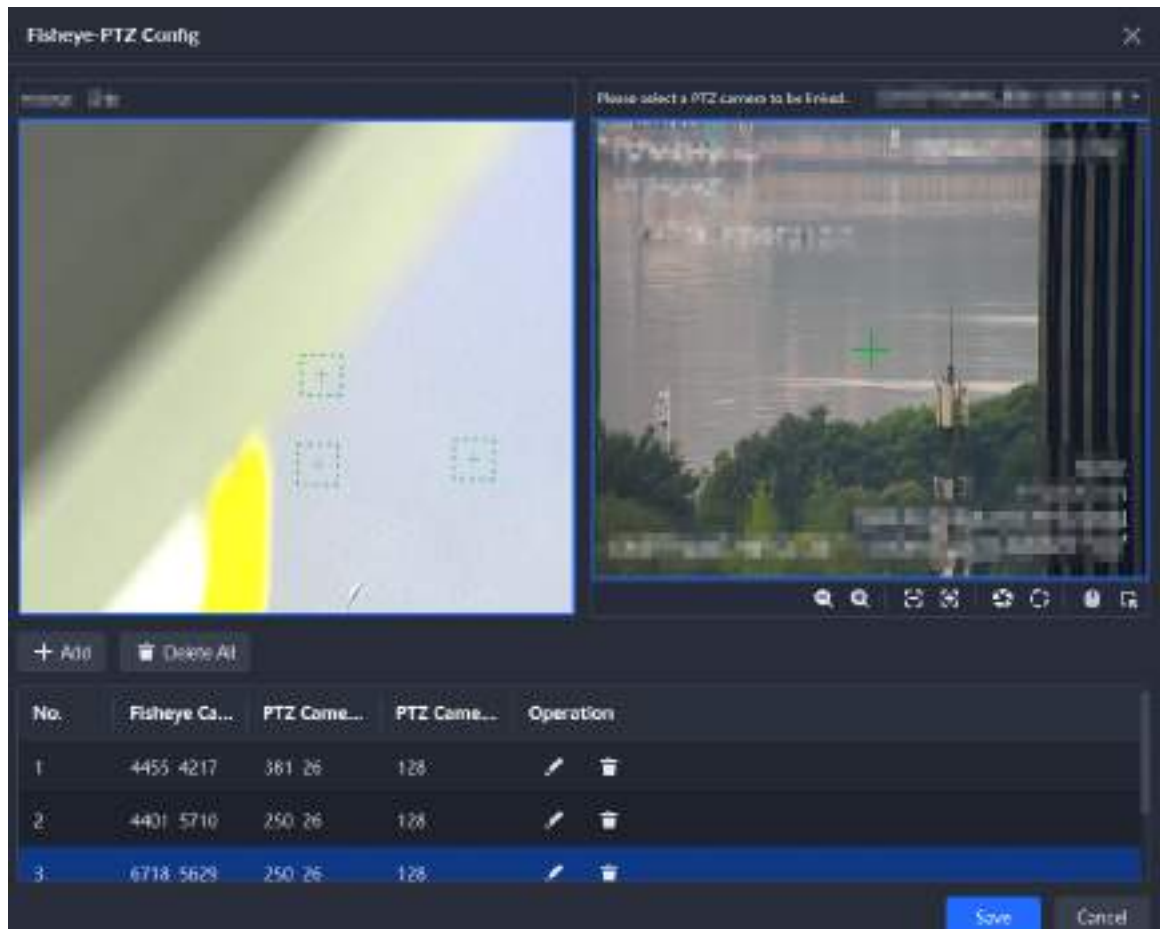 Fisheye-PTZ Config
Please select a PTZ camera to be linked.
+ Add
Delete All
No. Fisheye Ca... PTZ Came... PTZ Came... Operation
1 4455 4217 381 26 128
2 4401 5710 250 26 128
3 6718 5629 250 26 128
Save
Cancel